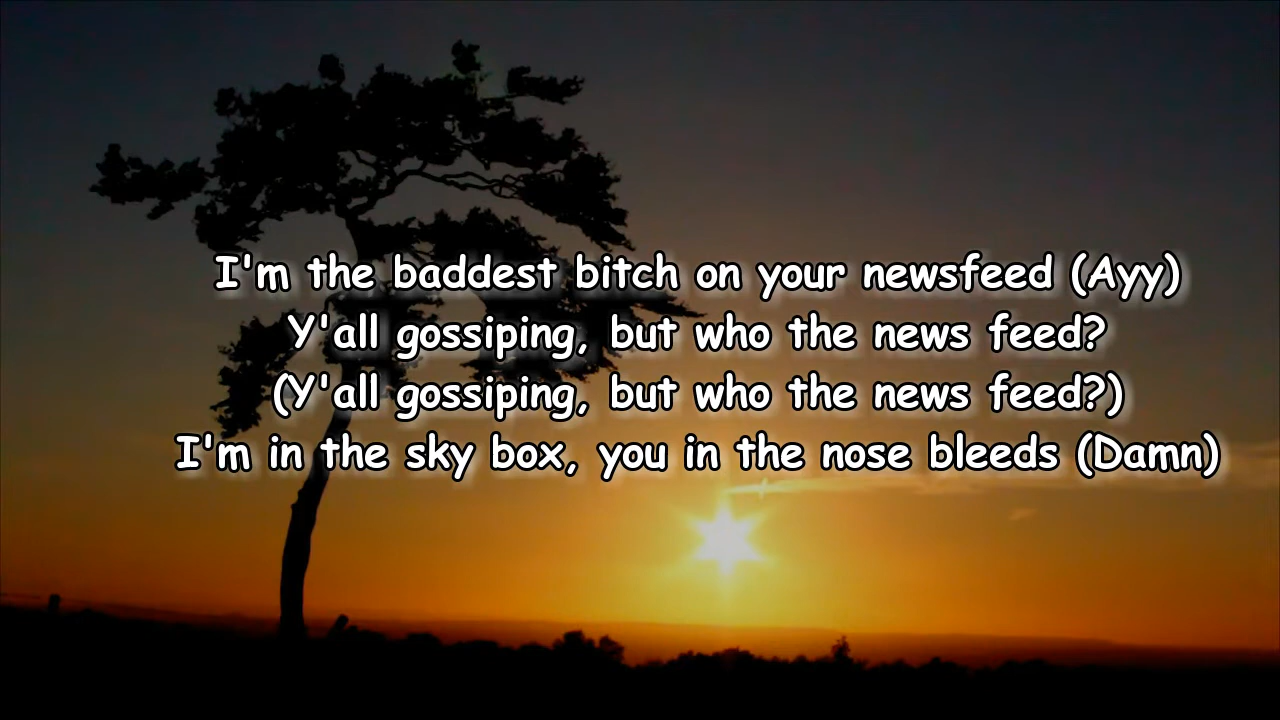 I'm the baddest bitch on your newsfeed (Ayy)
Y'all gossiping, but who the news feed?
(Y'all gossiping, but who the news feed?)
I'm in the sky box, you in the nose bleeds (Damn)